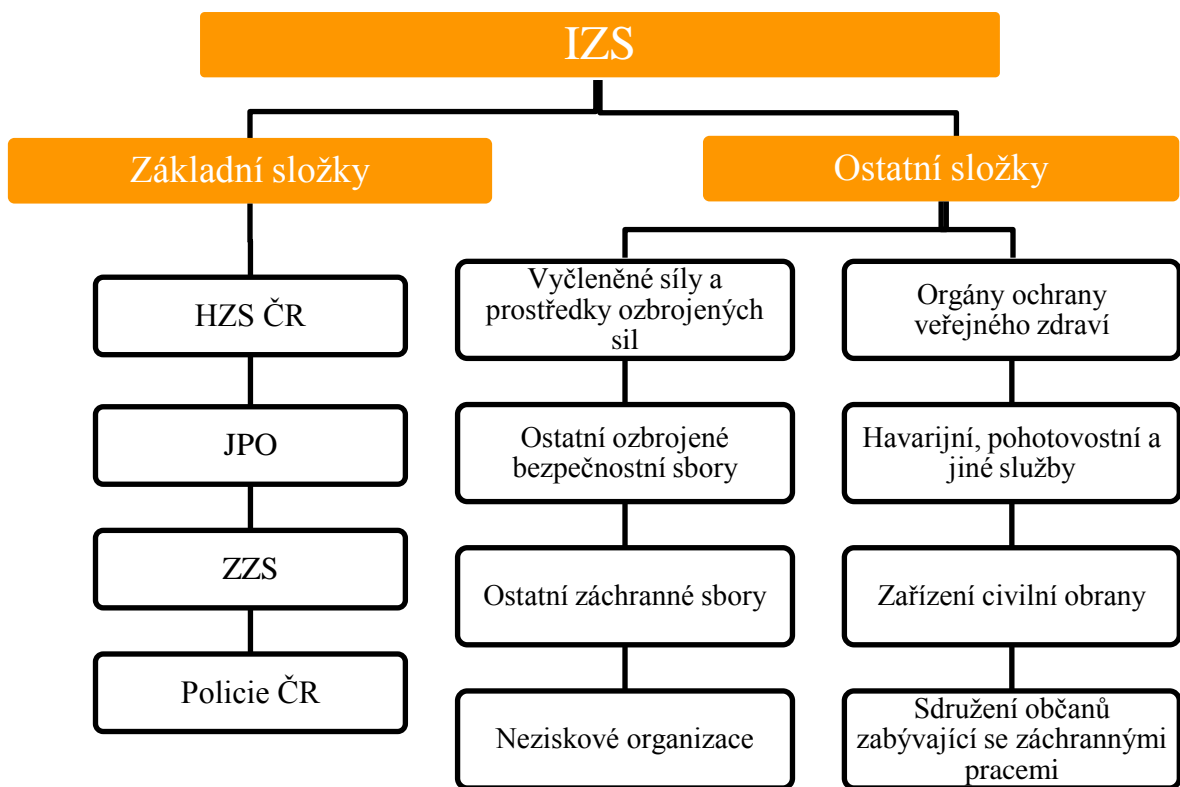 IZS
Základní složky
Ostatní složky
HZS ČR
JPO
ZZS
Policie ČR
Vyčleněné síly a
prostředky ozbrojených
sil
Ostatní ozbrojené
bezpečnostní sbory
Ostatní záchranné sbory
Neziskové organizace
Orgány ochrany
veřejného zdraví
Havarijní, pohotovostní a
jiné služby
Zařízení civilní obrany
Sdružení občanů
zabývající se záchrannými
pracemi